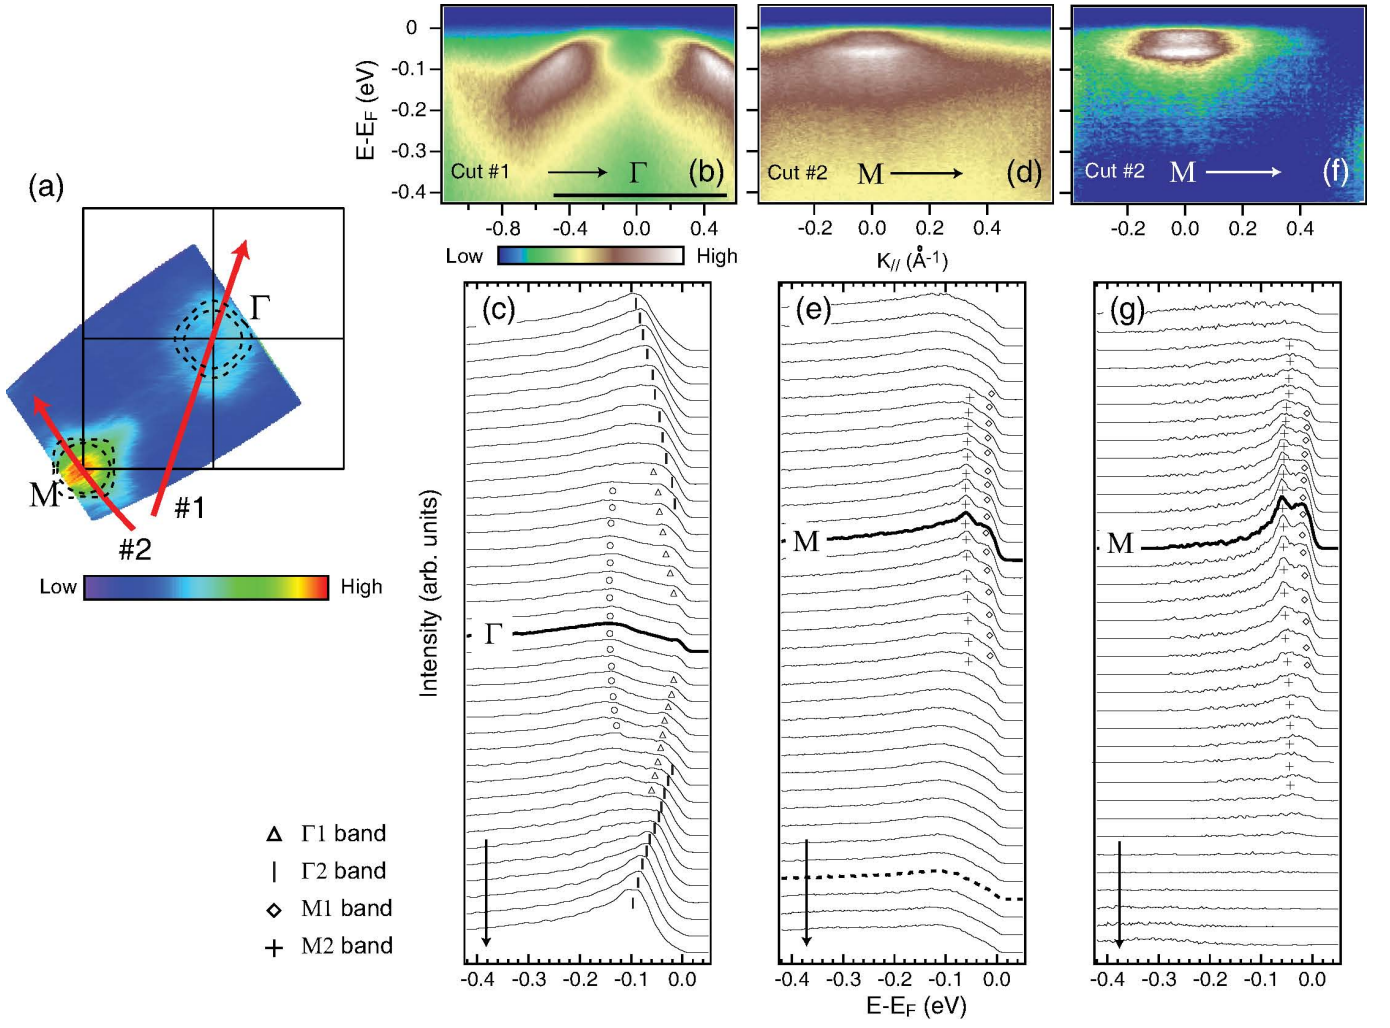 (a)
Γ
M
#1
#2
Low High
E-EF (eV)
0
-0.1
-0.2
-0.3
-0.4
Cut #1 Γ (b)
-0.8 -0.4 0.0 0.4
Low High
Cut #2 M (d)
-0.2 0.0 0.2 0.4
K// (Å-1)
Cut #2 M (f)
-0.2 0.0 0.2 0.4
Intensity (arb. units)
(c)
Γ
-0.4 -0.3 -0.2 -0.1 0.0
(e)
M
-0.4 -0.3 -0.2 -0.1 0.0
E-EF (eV)
(g)
M
-0.4 -0.3 -0.2 -0.1 0.0
Γ1 band
Γ2 band
M1 band
M2 band